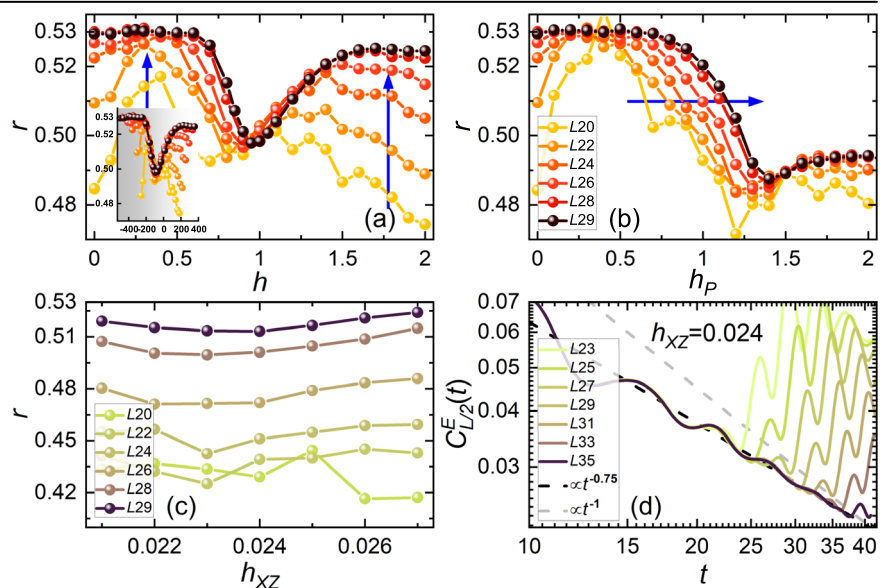 0.53
0.52
0.50
0.48
r
0.53
0.50
0.48
-400 -200 0 200 400
(a)
0 0.5 1 1.5 2
h
0.53
0.52
0.50
0.48
r
L20
L22
L24
L26
L28
L29
(b)
0 0.5 1 1.5 2
h_P
0.53
0.51
0.48
0.45
0.42
r
L20
L22
L24
L26
L28
L29
(c)
0.022 0.024 0.026
h_XZ
0.07
0.06
0.05
0.04
0.03
C^E_L/2(t)
h_XZ=0.024
L23
L25
L27
L29
L31
L33
L35
∝t^-0.75
∝t^-1
(d)
10 15 20 25 30 35 40
t